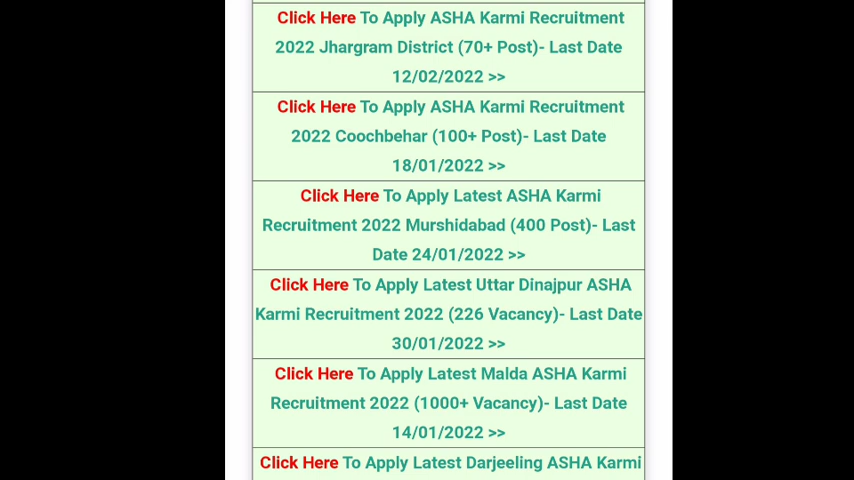 Click Here To Apply ASHA Karmi Recruitment
2022 Jhargram District (70+ Post)- Last Date
12/02/2022 >>
Click Here To Apply ASHA Karmi Recruitment
2022 Coochbehar (100+ Post)- Last Date
18/01/2022 >>
Click Here To Apply Latest ASHA Karmi
Recruitment 2022 Murshidabad (400 Post)- Last
Date 24/01/2022 >>
Click Here To Apply Latest Uttar Dinajpur ASHA
Karmi Recruitment 2022 (226 Vacancy)- Last Date
30/01/2022 >>
Click Here To Apply Latest Malda ASHA Karmi
Recruitment 2022 (1000+ Vacancy)- Last Date
14/01/2022 >>
Click Here To Apply Latest Darjeeling ASHA Karmi